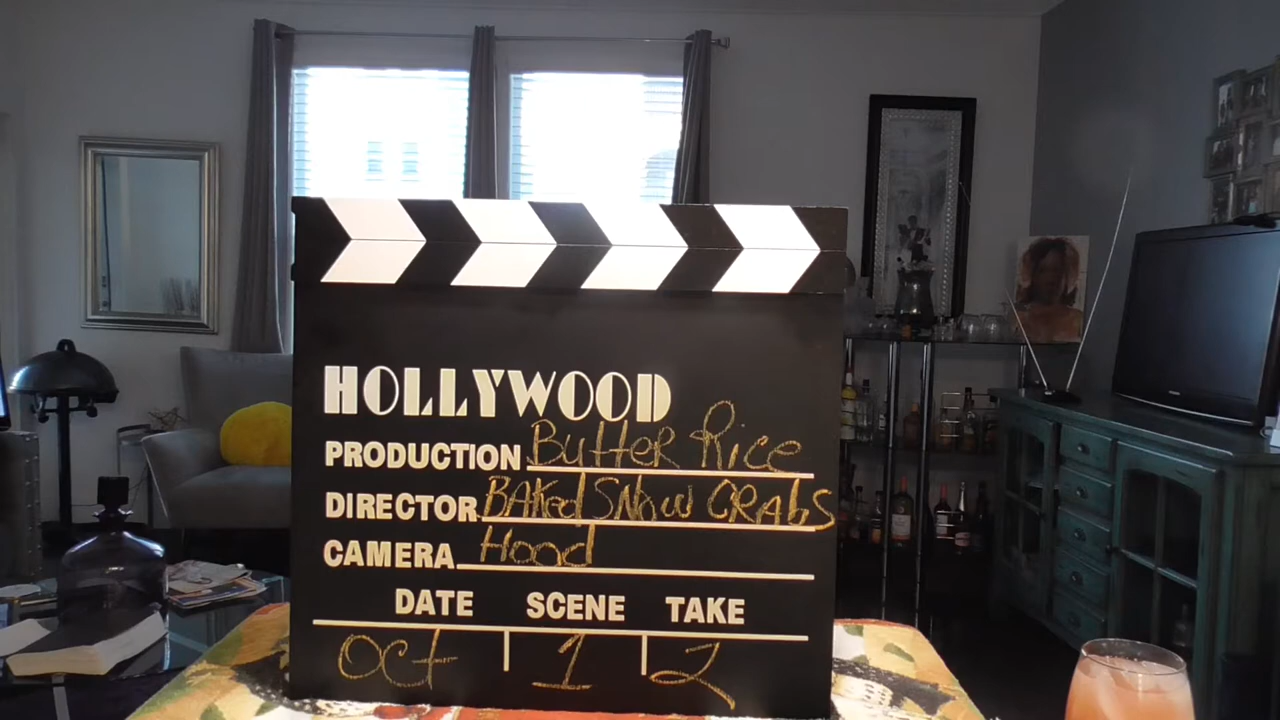 HOLLYWOOD
PRODUCTION Butter Rice
DIRECTOR BAKed SNow CRAbS
CAMERA Hood
DATE SCENE TAKE
Oct 1 2